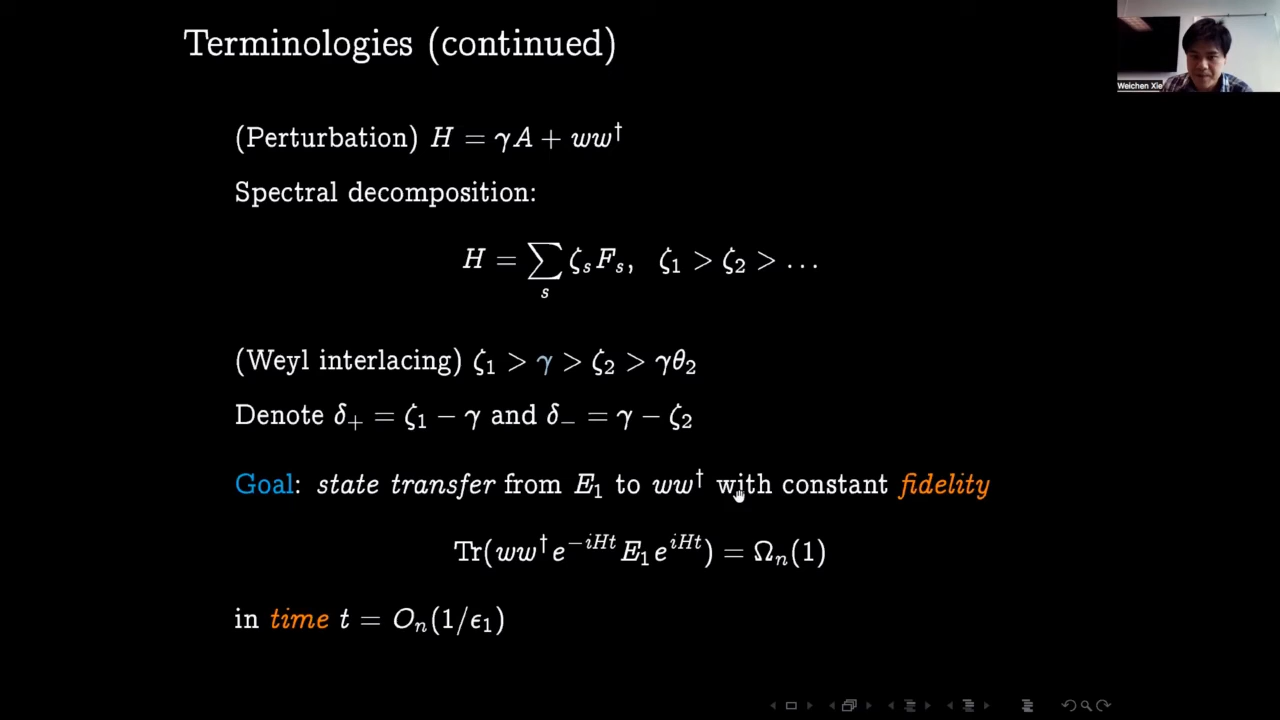 Terminologies (continued)
Weichen Xie
(Perturbation) H = γA + ww†
Spectral decomposition:
H = ∑ₛ ζₛFₛ, ζ₁ > ζ₂ > …
(Weyl interlacing) ζ₁ > γ > ζ₂ > γθ₂
Denote δ₊ = ζ₁ − γ and δ₋ = γ − ζ₂
Goal: state transfer from E₁ to ww† with constant fidelity
Tr(ww†e^{−iHt}E₁e^{iHt}) = Ωₙ(1)
in time t = Oₙ(1/ϵ₁)